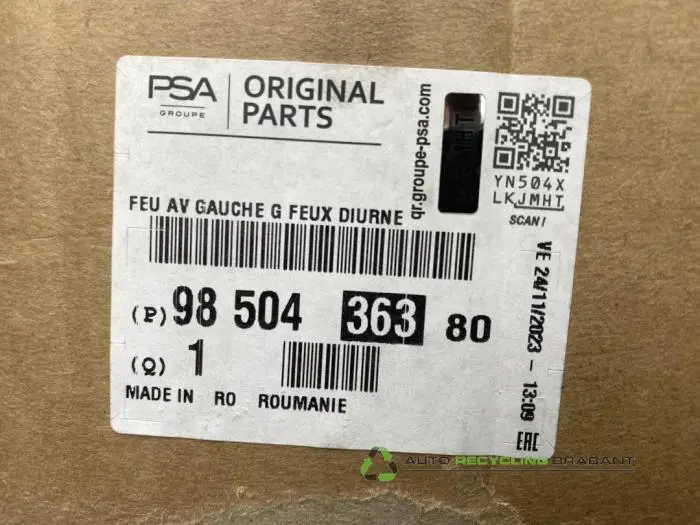 PSA
GROUPE
ORIGINAL
PARTS
qr.groupe-psa.com
YN504X
LKJMHT
SCAN!
FEU AV GAUCHE G FEUX DIURNE
(P) 98 504 363 80
(Q) 1
MADE IN RO ROUMANIE
VE 24/11/2023 - 13:09
EAC
AUTO RECYCLING BRABANT